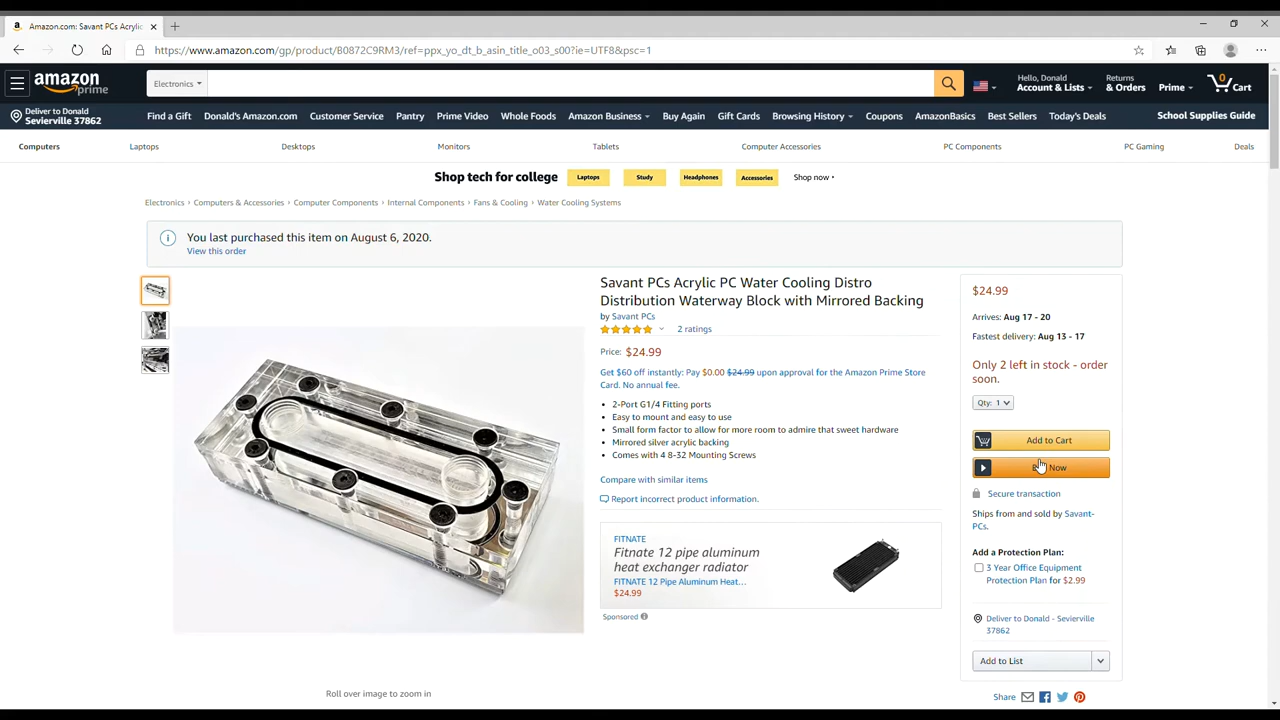 Amazon.com: Savant PCs Acrylic
https://www.amazon.com/gp/product/B0872C9RM3/ref=ppx_yo_dt_b_asin_title_o03_s00?ie=UTF8&psc=1
amazon prime
Electronics
Hello, Donald
Account & Lists
Returns
& Orders
Prime
0
Cart
Deliver to Donald
Sevierville 37862
Find a Gift
Donald's Amazon.com
Customer Service
Pantry
Prime Video
Whole Foods
Amazon Business
Buy Again
Gift Cards
Browsing History
Coupons
AmazonBasics
Best Sellers
Today's Deals
School Supplies Guide
Computers
Laptops
Desktops
Monitors
Tablets
Computer Accessories
PC Components
PC Gaming
Deals
Shop tech for college
Laptops
Study
Headphones
Accessories
Shop now
Electronics › Computers & Accessories › Computer Components › Internal Components › Fans & Cooling › Water Cooling Systems
You last purchased this item on August 6, 2020.
View this order
Savant PCs Acrylic PC Water Cooling Distro
Distribution Waterway Block with Mirrored Backing
by Savant PCs
2 ratings
Price: $24.99
Get $60 off instantly: Pay $0.00 $24.99 upon approval for the Amazon Prime Store
Card. No annual fee.
• 2-Port G1/4 Fitting ports
• Easy to mount and easy to use
• Small form factor to allow for more room to admire that sweet hardware
• Mirrored silver acrylic backing
• Comes with 4 8-32 Mounting Screws
Compare with similar items
Report incorrect product information.
FITNATE
Fitnate 12 pipe aluminum
heat exchanger radiator
FITNATE 12 Pipe Aluminum Heat…
$24.99
Sponsored
Roll over image to zoom in
$24.99
Arrives: Aug 17 - 20
Fastest delivery: Aug 13 - 17
Only 2 left in stock - order
soon.
Qty: 1
Add to Cart
Now
Secure transaction
Ships from and sold by Savant-
PCs.
Add a Protection Plan:
3 Year Office Equipment
Protection Plan for $2.99
Deliver to Donald - Sevierville
37862
Add to List
Share